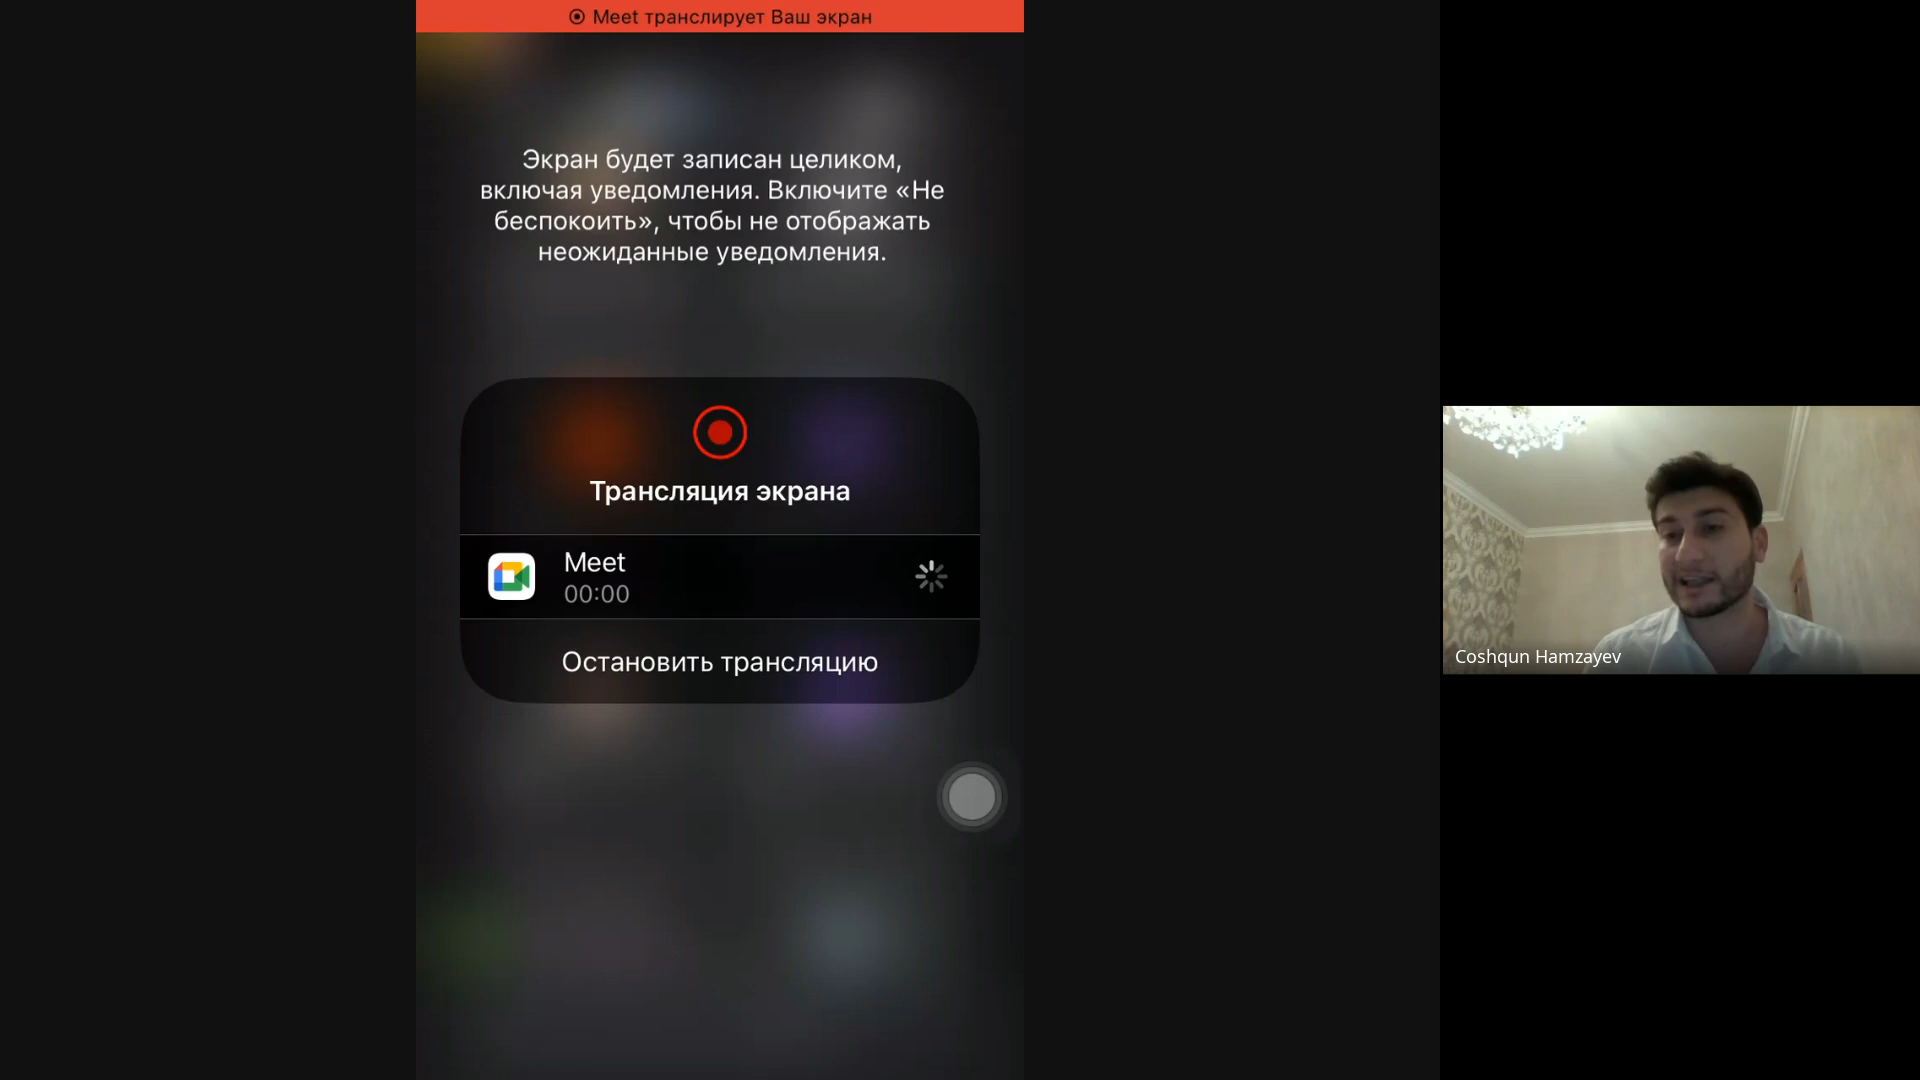 Meet транслирует Ваш экран
Экран будет записан целиком,
включая уведомления. Включите «Не
беспокоить», чтобы не отображать
неожиданные уведомления.
Трансляция экрана
Meet
00:00
Остановить трансляцию
Coshqun Hamzayev